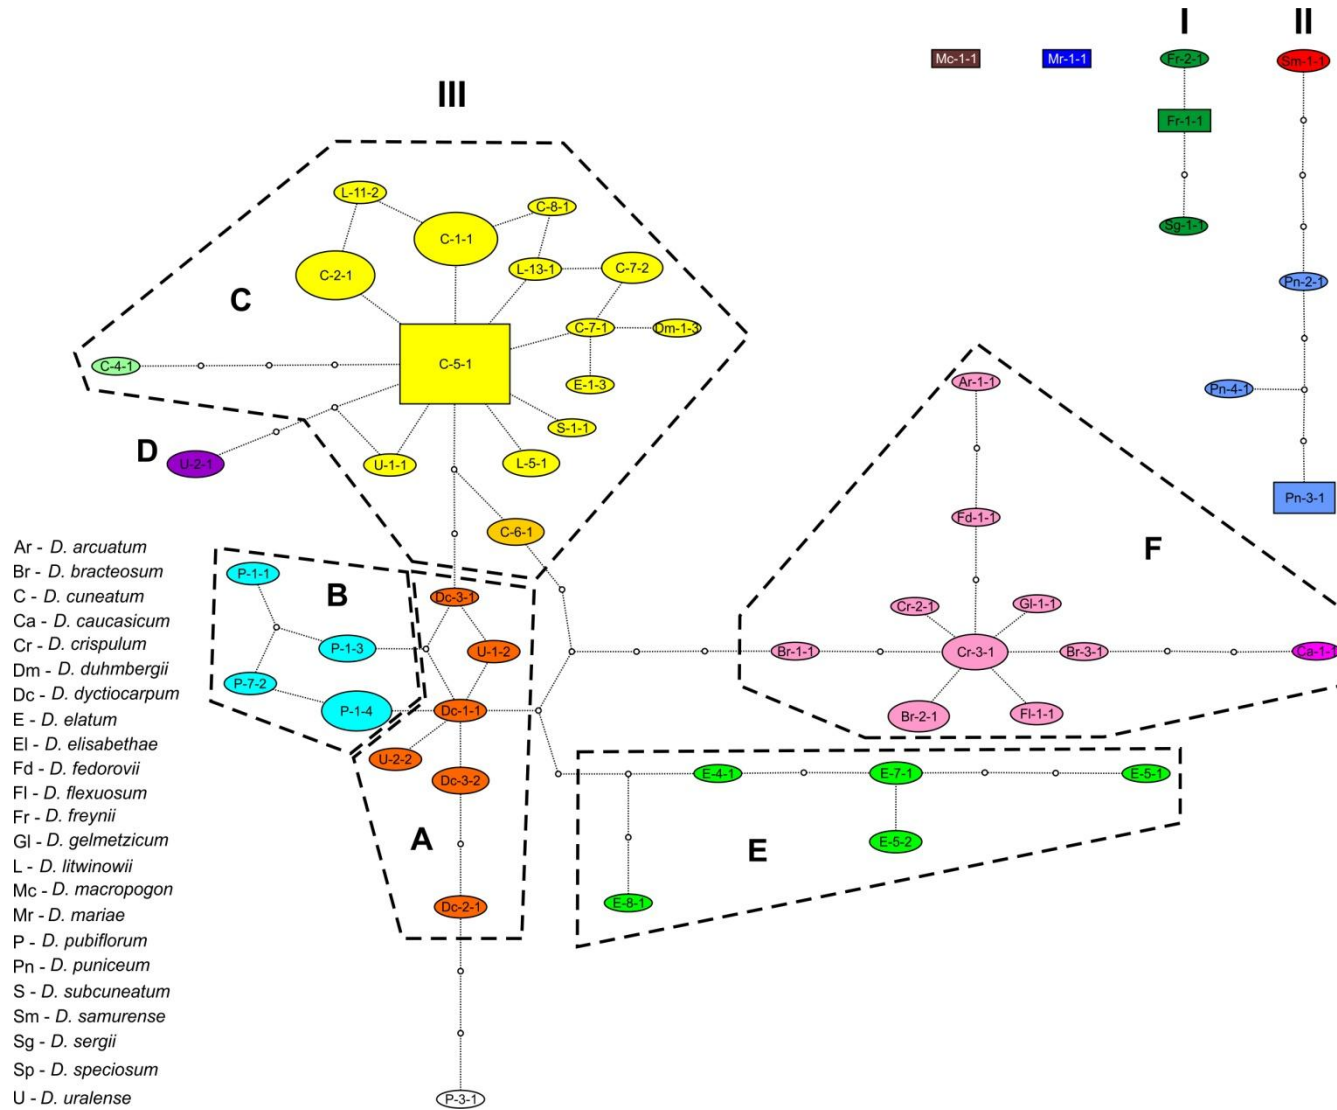 I
II
Mc-1-1
Mr-1-1
Fr-2-1
Sm-1-1
III
Fr-1-1
L-11-2
C-8-1
C-1-1
Sg-1-1
C-2-1
L-13-1
C-7-2
Pn-2-1
C
C-7-1
Dm-1-3
C-4-1
C-5-1
E-1-3
Ar-1-1
Pn-4-1
S-1-1
D
U-2-1
U-1-1
L-5-1
Pn-3-1
C-6-1
Fd-1-1
F
P-1-1
B
Dc-3-1
Cr-2-1
Gl-1-1
P-1-3
U-1-2
Br-1-1
Cr-3-1
Br-3-1
Ca-1-1
P-7-2
P-1-4
Dc-1-1
Br-2-1
Fl-1-1
U-2-2
Dc-3-2
E-4-1
E-7-1
E-5-1
A
E-5-2
E
Dc-2-1
E-8-1
P-3-1
Ar - D. arcuatum
Br - D. bracteosum
C - D. cuneatum
Ca - D. caucasicum
Cr - D. crispulum
Dm - D. duhmbergii
Dc - D. dyctiocarpum
E - D. elatum
El - D. elisabethae
Fd - D. fedorovii
Fl - D. flexuosum
Fr - D. freynii
Gl - D. gelmetzicum
L - D. litwinowii
Mc - D. macropogon
Mr - D. mariae
P - D. pubiflorum
Pn - D. puniceum
S - D. subcuneatum
Sm - D. samurense
Sg - D. sergii
Sp - D. speciosum
U - D. uralense